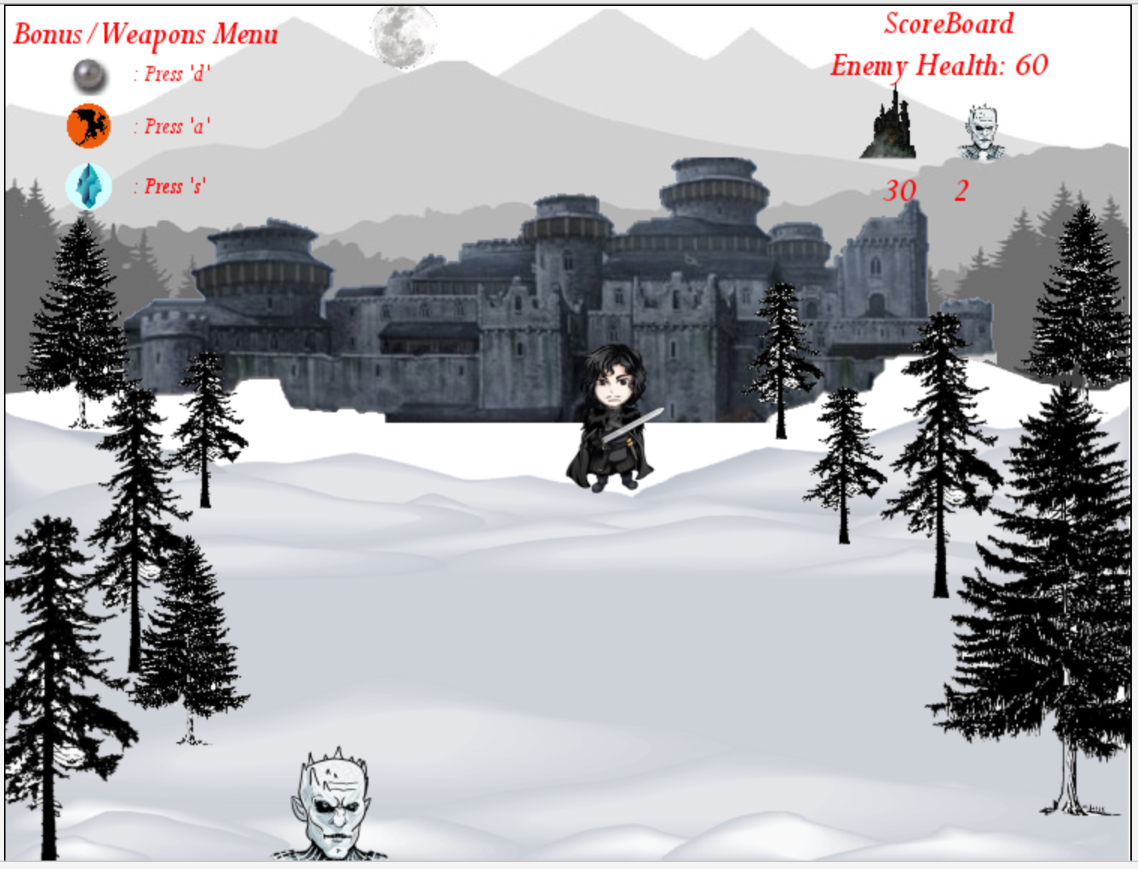 Bonus/Weapons Menu
: Press 'd'
: Press 'a'
: Press 's'
ScoreBoard
Enemy Health: 60
30 2